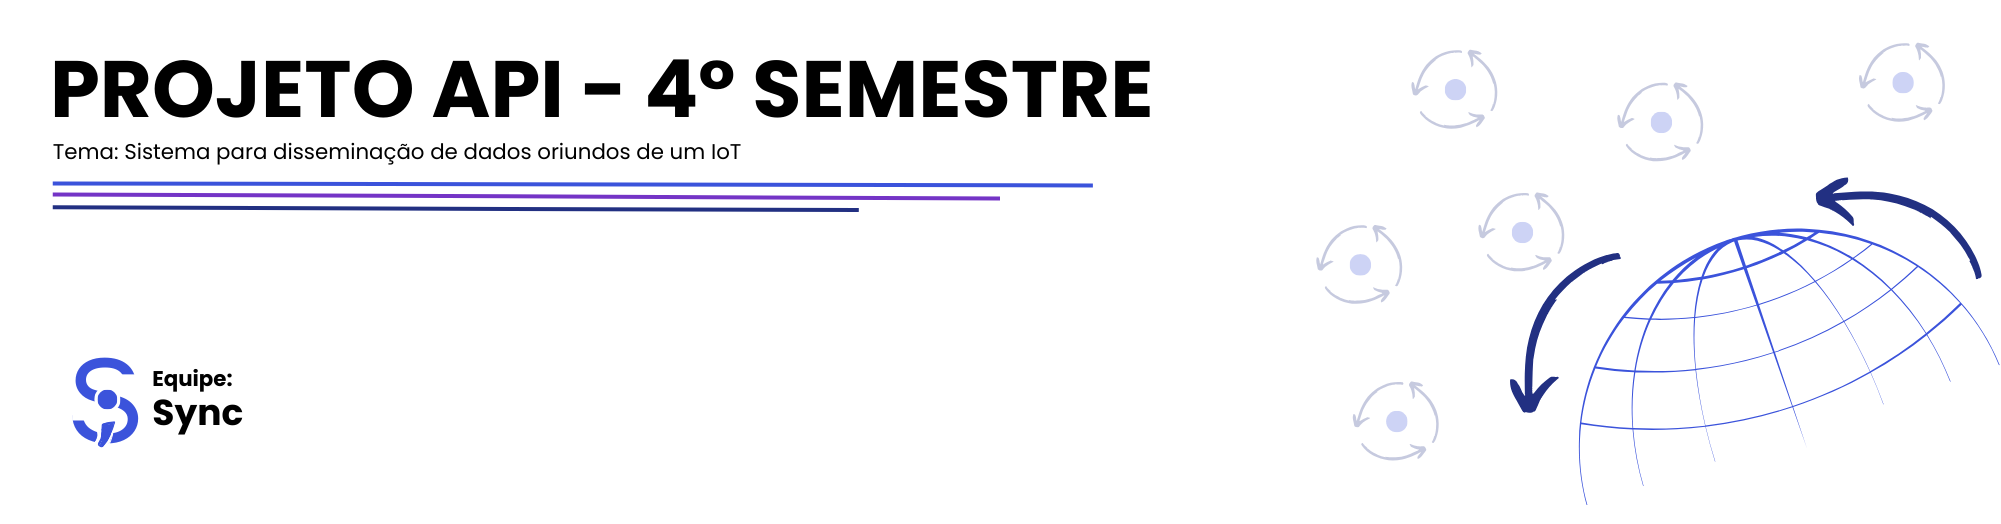 PROJETO API - 4º SEMESTRE
Tema: Sistema para disseminação de dados oriundos de um IoT
Equipe:
Sync